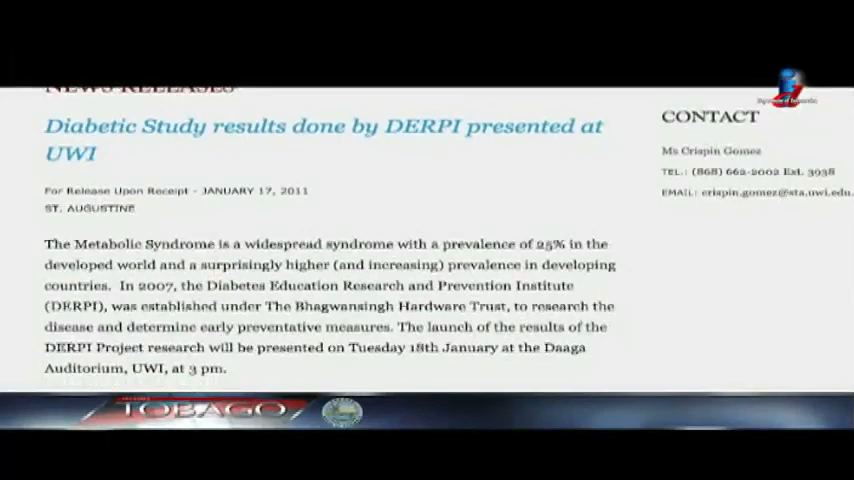 NEWS RELEASES
Diabetic Study results done by DERPI presented at
UWI
For Release Upon Receipt - JANUARY 17, 2011
ST. AUGUSTINE
The Metabolic Syndrome is a widespread syndrome with a prevalence of 25% in the
developed world and a surprisingly higher (and increasing) prevalence in developing
countries. In 2007, the Diabetes Education Research and Prevention Institute
(DERPI), was established under The Bhagwansingh Hardware Trust, to research the
disease and determine early preventative measures. The launch of the results of the
DERPI Project research will be presented on Tuesday 18th January at the Daaga
Auditorium, UWI, at 3 pm.
CONTACT
Ms Crispin Gomez
TEL.: (868) 662-2002 Ext. 3938
EMAIL: crispin.gomez@sta.uwi.edu.
Department of Information
TOBAGO